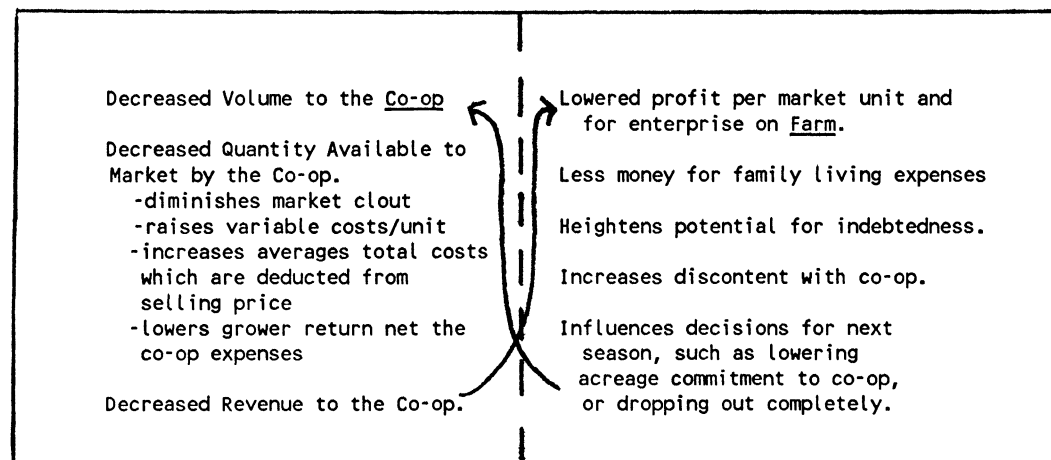 Decreased Volume to the Co-op
Decreased Quantity Available to
Market by the Co-op.
-diminishes market clout
-raises variable costs/unit
-increases averages total costs
which are deducted from
selling price
-lowers grower return net the
co-op expenses
Decreased Revenue to the Co-op.
Lowered profit per market unit and
for enterprise on Farm.
Less money for family living expenses
Heightens potential for indebtedness.
Increases discontent with co-op.
Influences decisions for next
season, such as lowering
acreage commitment to co-op,
or dropping out completely.